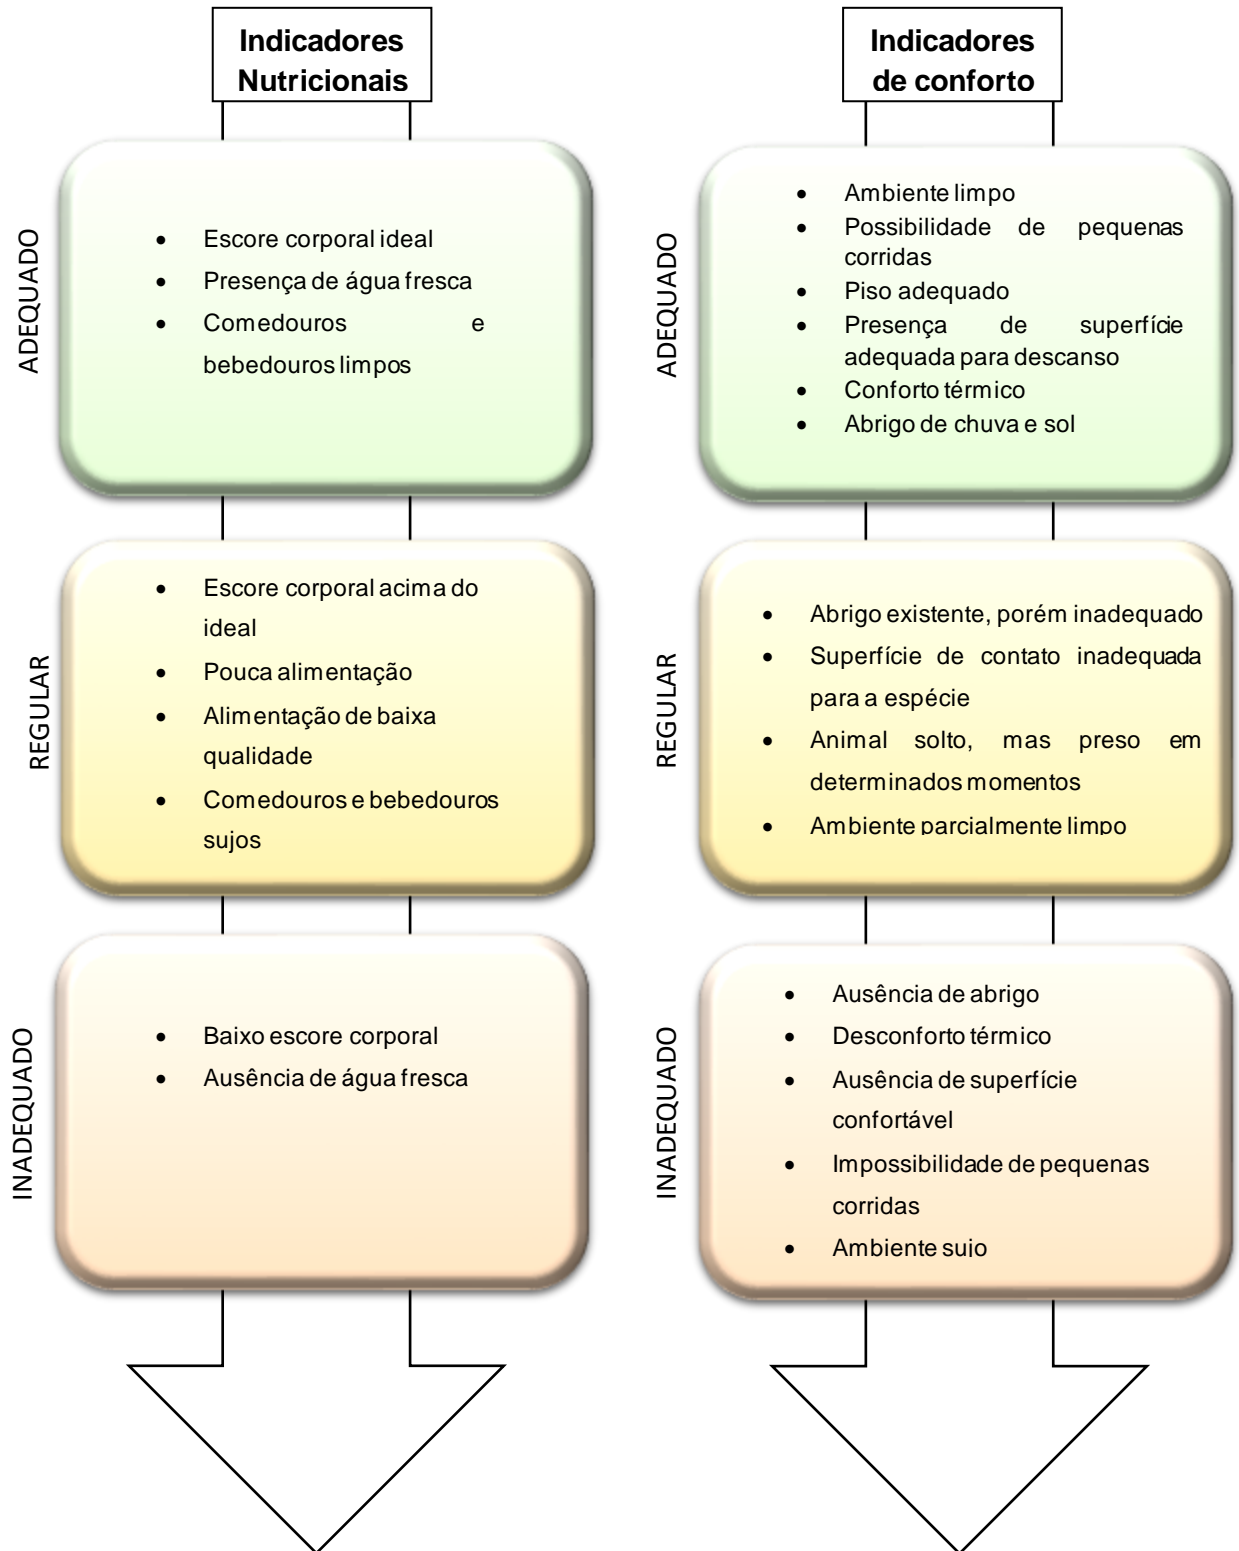 Indicadores
Nutricionais
ADEQUADO
• Escore corporal ideal
• Presença de água fresca
• Comedouros e
bebedouros limpos
REGULAR
• Escore corporal acima do
ideal
• Pouca alimentação
• Alimentação de baixa
qualidade
• Comedouros e bebedouros
sujos
INADEQUADO
• Baixo escore corporal
• Ausência de água fresca
Indicadores
de conforto
ADEQUADO
• Ambiente limpo
• Possibilidade de pequenas
corridas
• Piso adequado
• Presença de superfície
adequada para descanso
• Conforto térmico
• Abrigo de chuva e sol
REGULAR
• Abrigo existente, porém inadequado
• Superfície de contato inadequada
para a espécie
• Animal solto, mas preso em
determinados momentos
• Ambiente parcialmente limpo
INADEQUADO
• Ausência de abrigo
• Desconforto térmico
• Ausência de superfície
confortável
• Impossibilidade de pequenas
corridas
• Ambiente sujo